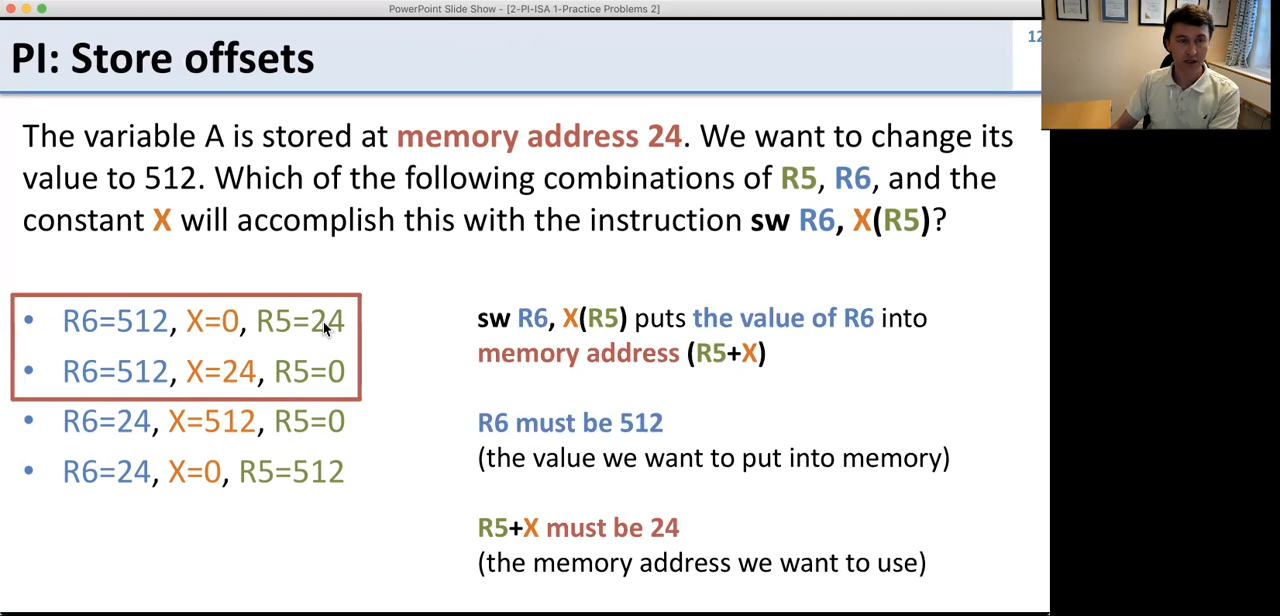 PowerPoint Slide Show - [2-PI-ISA 1-Practice Problems 2]
PI: Store offsets
12
The variable A is stored at memory address 24. We want to change its
value to 512. Which of the following combinations of R5, R6, and the
constant X will accomplish this with the instruction sw R6, X(R5)?
• R6=512, X=0, R5=24
• R6=512, X=24, R5=0
• R6=24, X=512, R5=0
• R6=24, X=0, R5=512
sw R6, X(R5) puts the value of R6 into
memory address (R5+X)
R6 must be 512
(the value we want to put into memory)
R5+X must be 24
(the memory address we want to use)